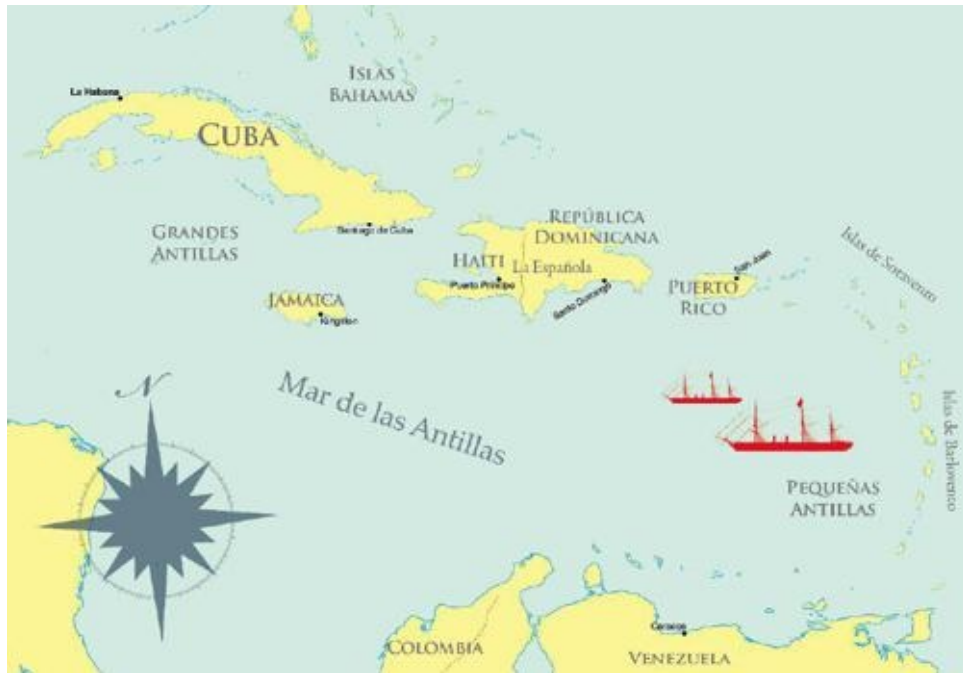 ISLAS
BAHAMAS
La Habana
CUBA
GRANDES
ANTILLAS
Santiago de Cuba
REPÚBLICA
DOMINICANA
HAITI
La Española
Puerto Principe
Santo Domingo
San Juan
PUERTO
RICO
JAMAICA
Kingston
Islas de Sotavento
Islas de Barlovento
N
Mar de las Antillas
PEQUEÑAS
ANTILLAS
COLOMBIA
Caracas
VENEZUELA